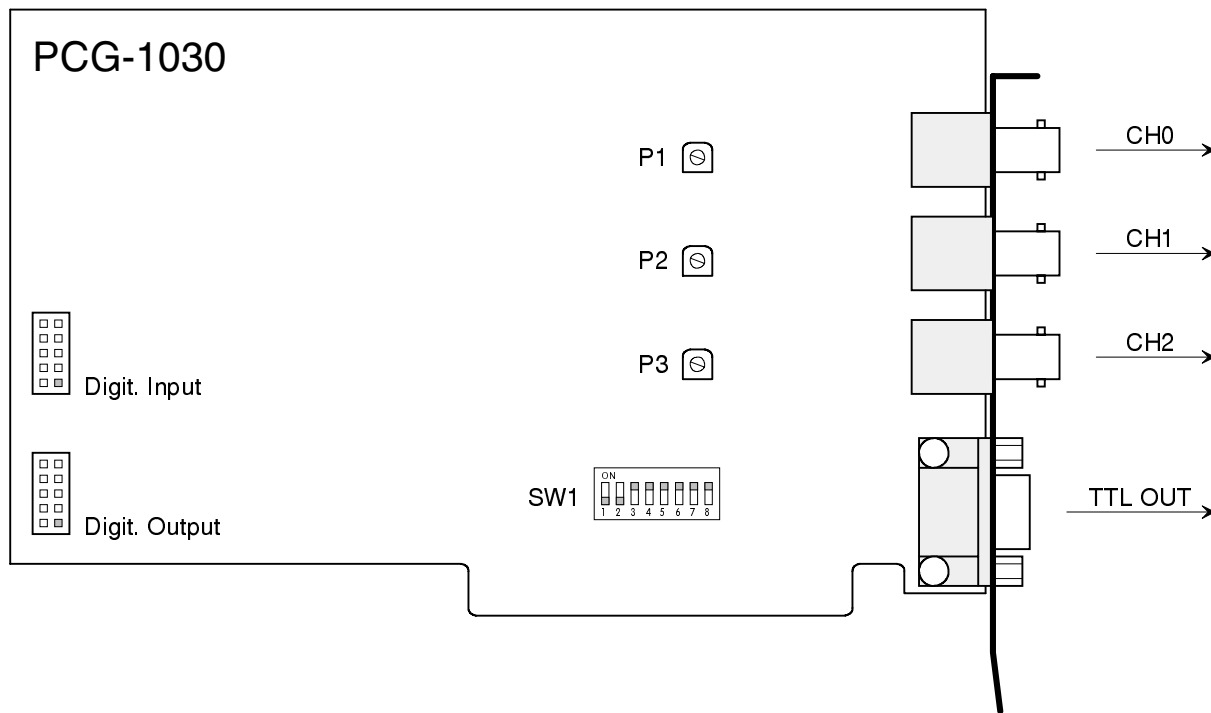 PCG-1030
P1
CH0
P2
CH1
P3
CH2
Digit. Input
SW1
ON
1 2 3 4 5 6 7 8
TTL OUT
Digit. Output